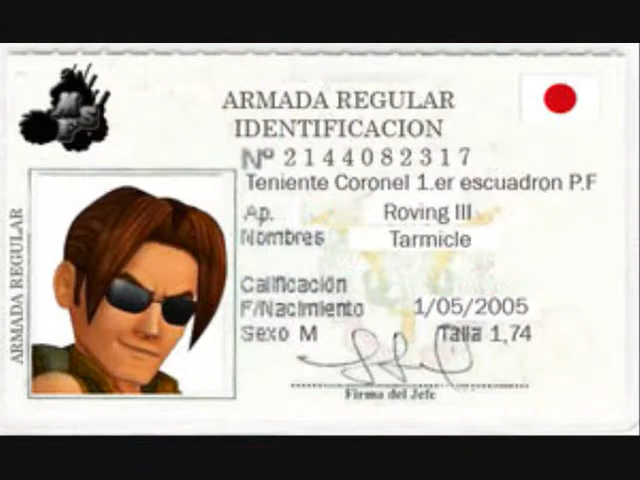 ARMADA REGULAR
IDENTIFICACION
Nº 2144082317
Teniente Coronel 1.er escuadron P.F
Ap. Roving III
Nombres Tarmicle
Calificación
F/Nacimiento 1/05/2005
Sexo M Talla 1,74
Firma del Jefe
ARMADA REGULAR